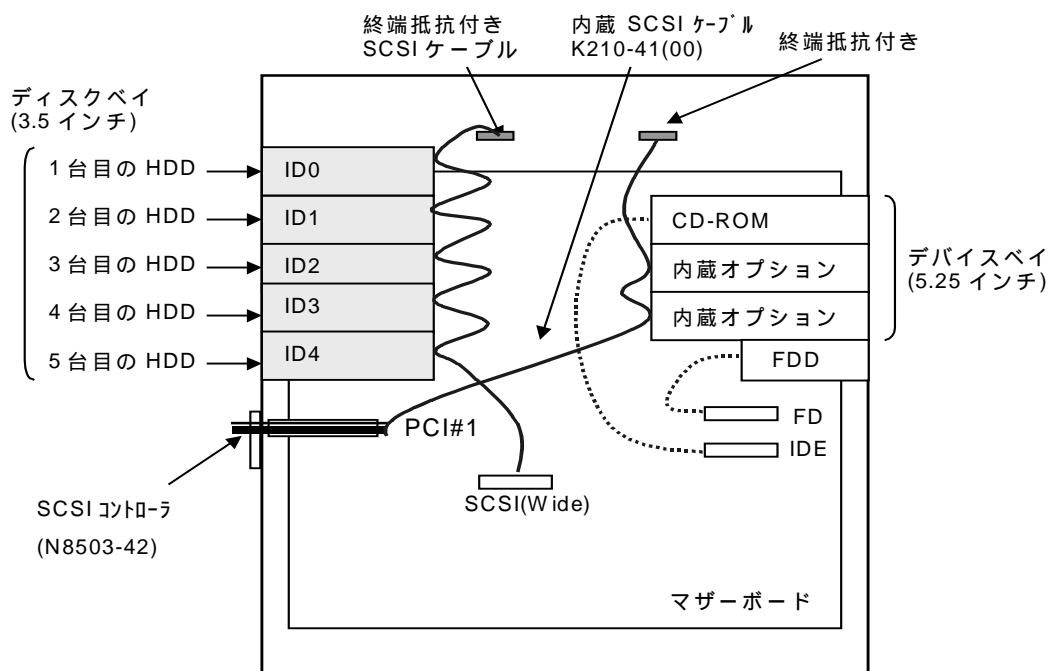 終端抵抗付き
SCSI ケーブル
内蔵 SCSI ｹｰﾌﾞﾙ
K210-41(00)
終端抵抗付き
ディスクベイ
(3.5 インチ)
1 台目の HDD
ID0
2 台目の HDD
ID1
3 台目の HDD
ID2
4 台目の HDD
ID3
5 台目の HDD
ID4
CD-ROM
内蔵オプション
内蔵オプション
デバイスベイ
(5.25 インチ)
FDD
FD
IDE
PCI#1
SCSI(Wide)
SCSI ｺﾝﾄﾛｰﾗ
(N8503-42)
マザーボード